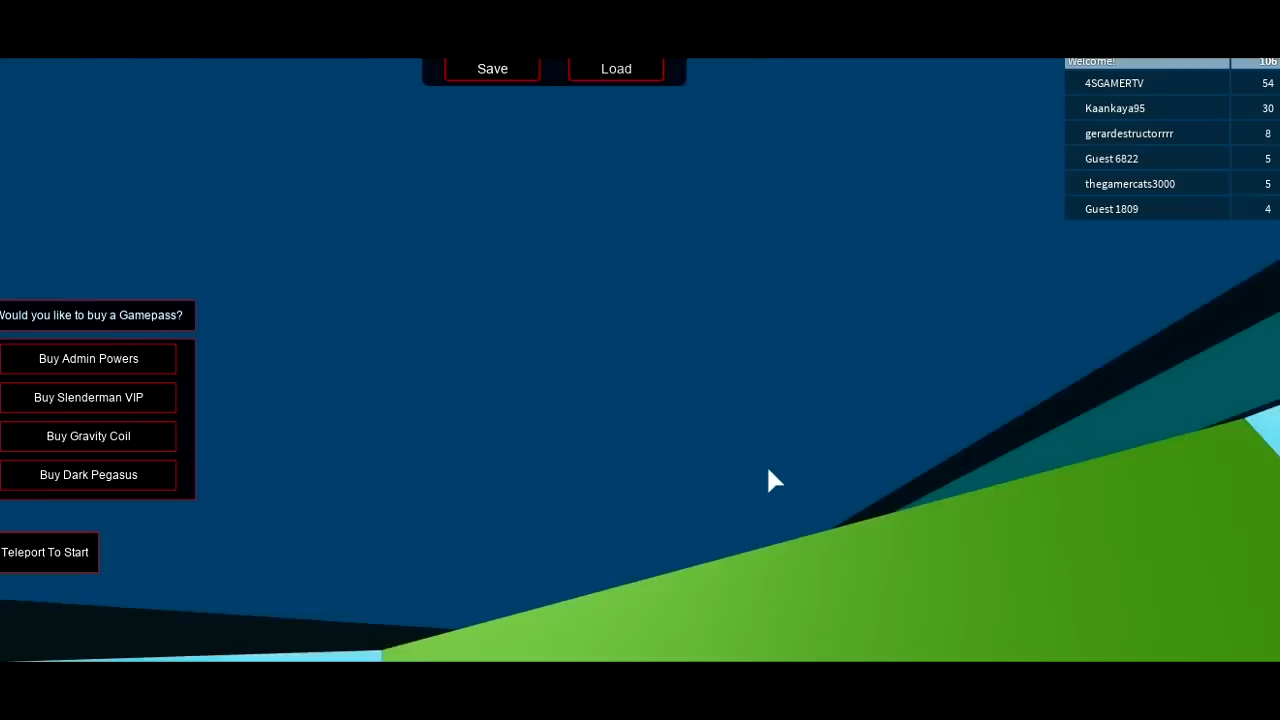 Save Load
Welcome! 106
4SGAMERTV 54
Kaankaya95 30
gerardestructorrrr 8
Guest 6822 5
thegamercats3000 5
Guest 1809 4
Would you like to buy a Gamepass?
Buy Admin Powers
Buy Slenderman VIP
Buy Gravity Coil
Buy Dark Pegasus
Teleport To Start